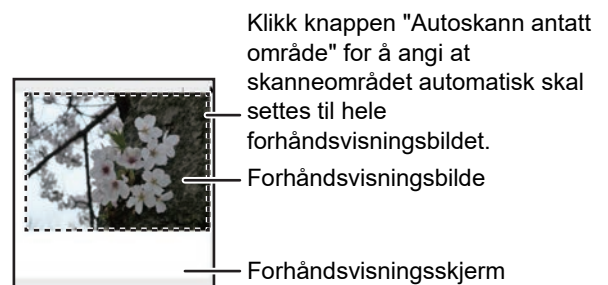 Klikk knappen "Autoskann antatt
område" for å angi at
skanneområdet automatisk skal
settes til hele
forhåndsvisningsbildet.
Forhåndsvisningsbilde
Forhåndsvisningsskjerm